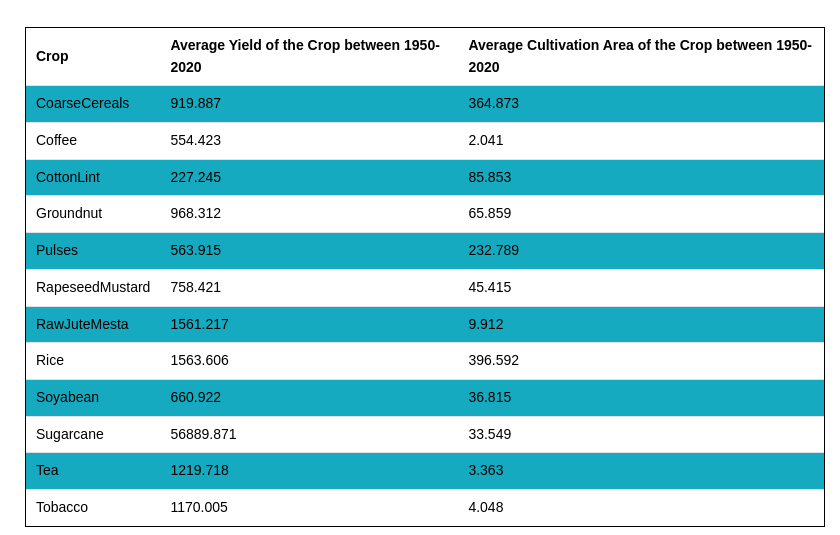 Crop Average Yield of the Crop between 1950-2020 Average Cultivation Area of the Crop between 1950-2020
CoarseCereals 919.887 364.873
Coffee 554.423 2.041
CottonLint 227.245 85.853
Groundnut 968.312 65.859
Pulses 563.915 232.789
RapeseedMustard 758.421 45.415
RawJuteMesta 1561.217 9.912
Rice 1563.606 396.592
Soyabean 660.922 36.815
Sugarcane 56889.871 33.549
Tea 1219.718 3.363
Tobacco 1170.005 4.048